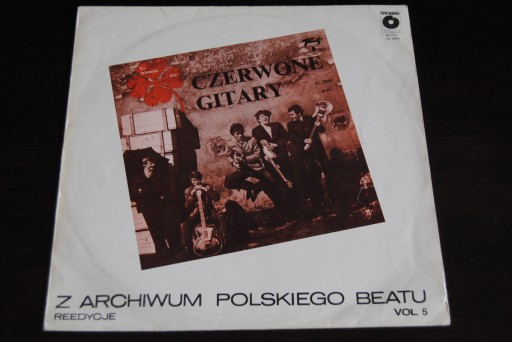 CZERWONE
GITARY
Z ARCHIWUM POLSKIEGO BEATU
REEDYCJE VOL 5